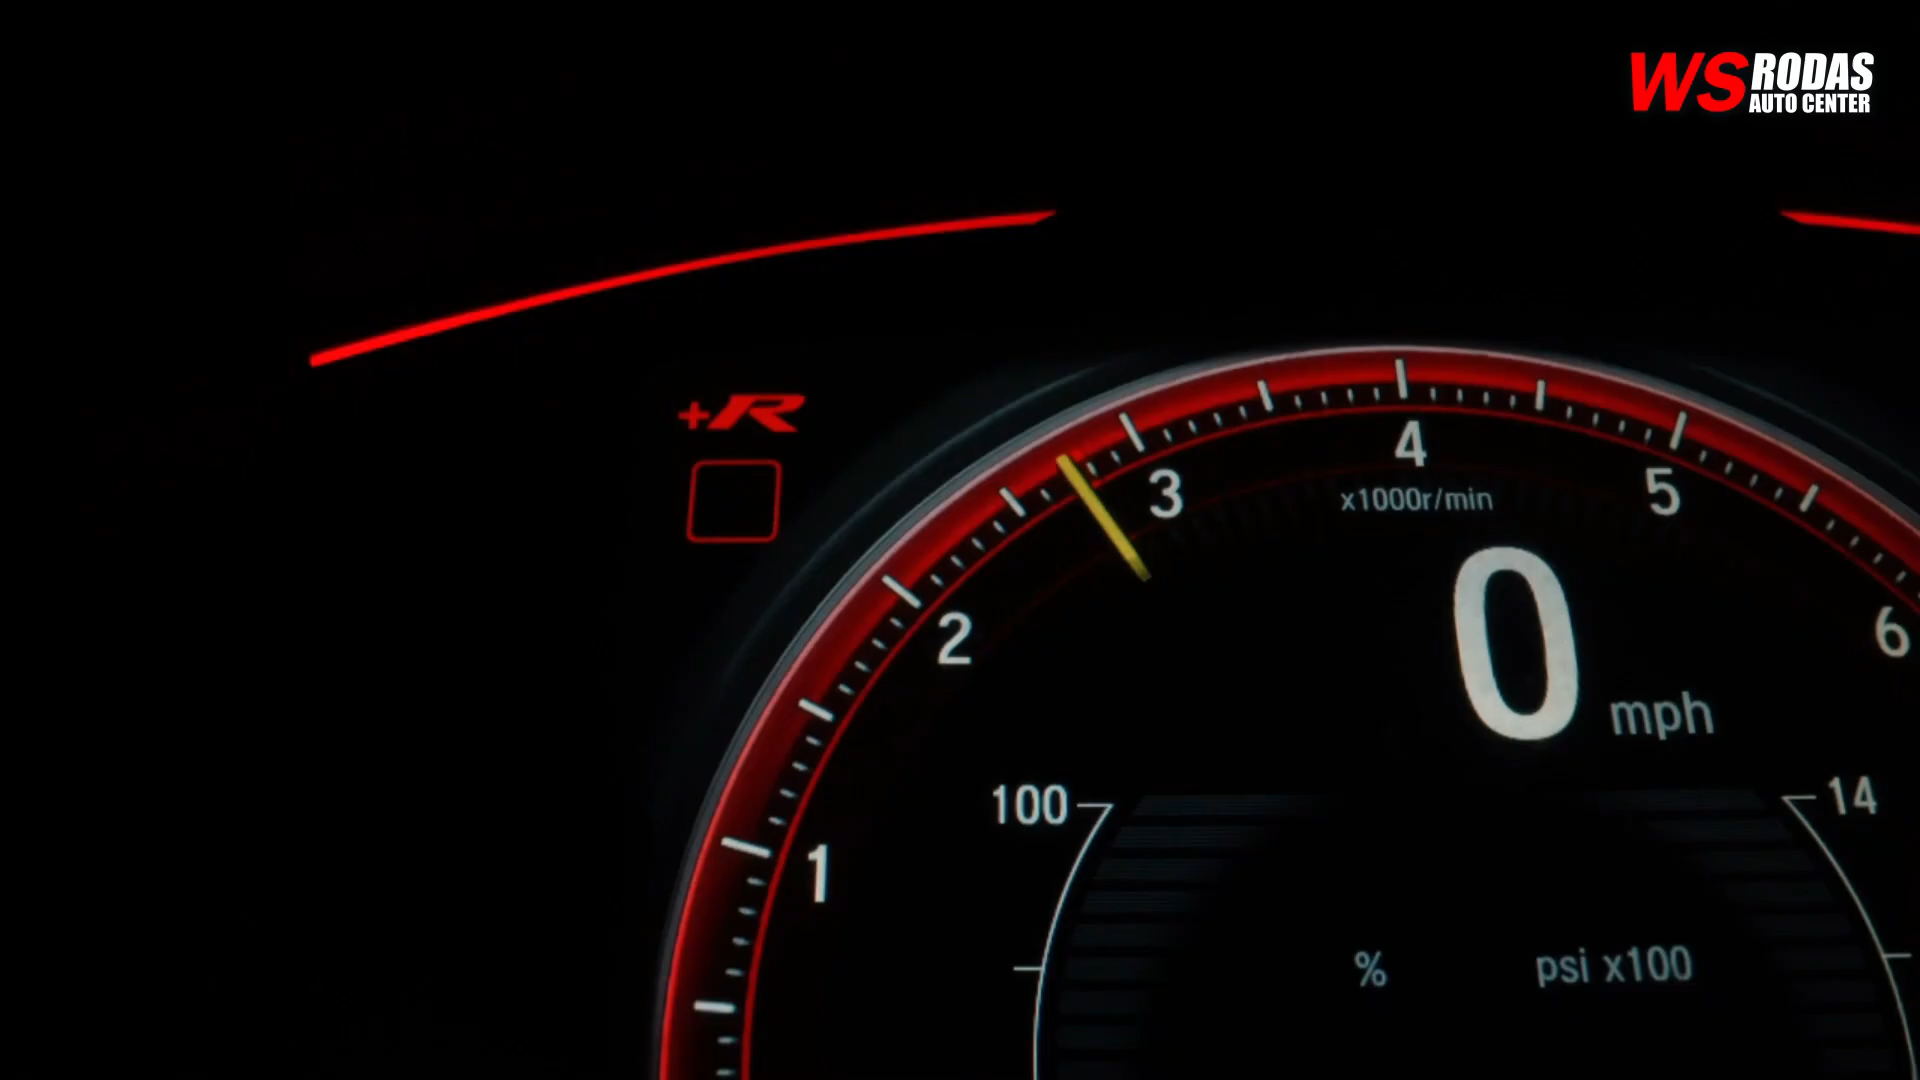 WS RODAS
AUTO CENTER
+R
4
3
5
x1000r/min
2
0
6
mph
100
14
1
%
psi x100